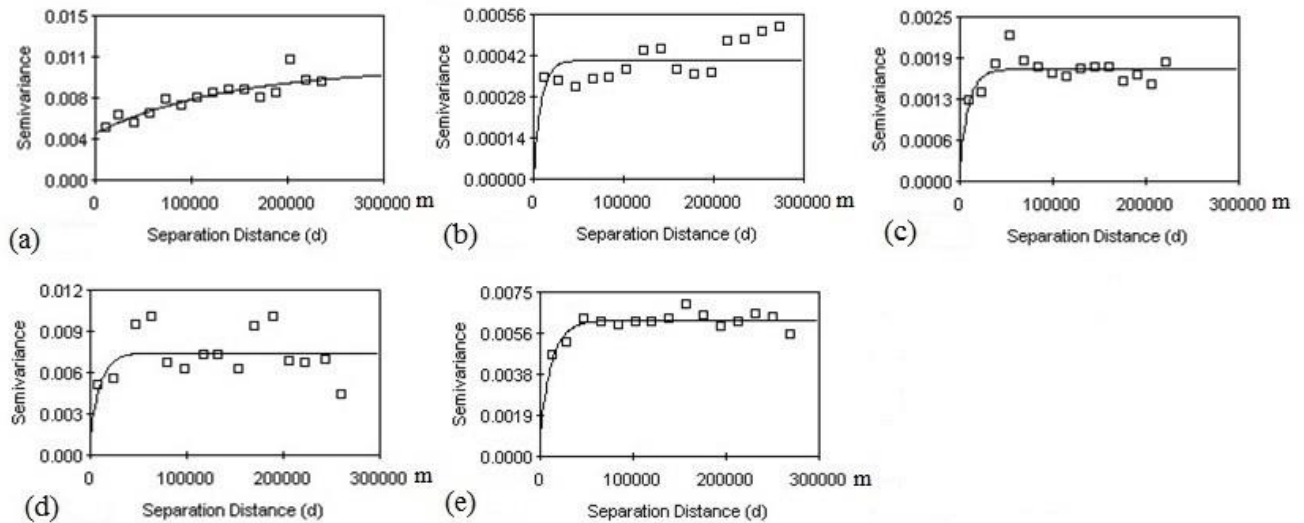 0.015
0.011
0.008
0.004
0.000
Semivariance
0 100000 200000 300000 m
Separation Distance (d)
(a)
0.00056
0.00042
0.00028
0.00014
0.00000
Semivariance
0 100000 200000 300000 m
Separation Distance (d)
(b)
0.0025
0.0019
0.0013
0.0006
0.0000
Semivariance
0 100000 200000 300000 m
Separation Distance (d)
(c)
0.012
0.009
0.006
0.003
0.000
Semivariance
0 100000 200000 300000 m
Separation Distance (d)
(d)
0.0075
0.0056
0.0038
0.0019
0.0000
Semivariance
0 100000 200000 300000 m
Separation Distance (d)
(e)